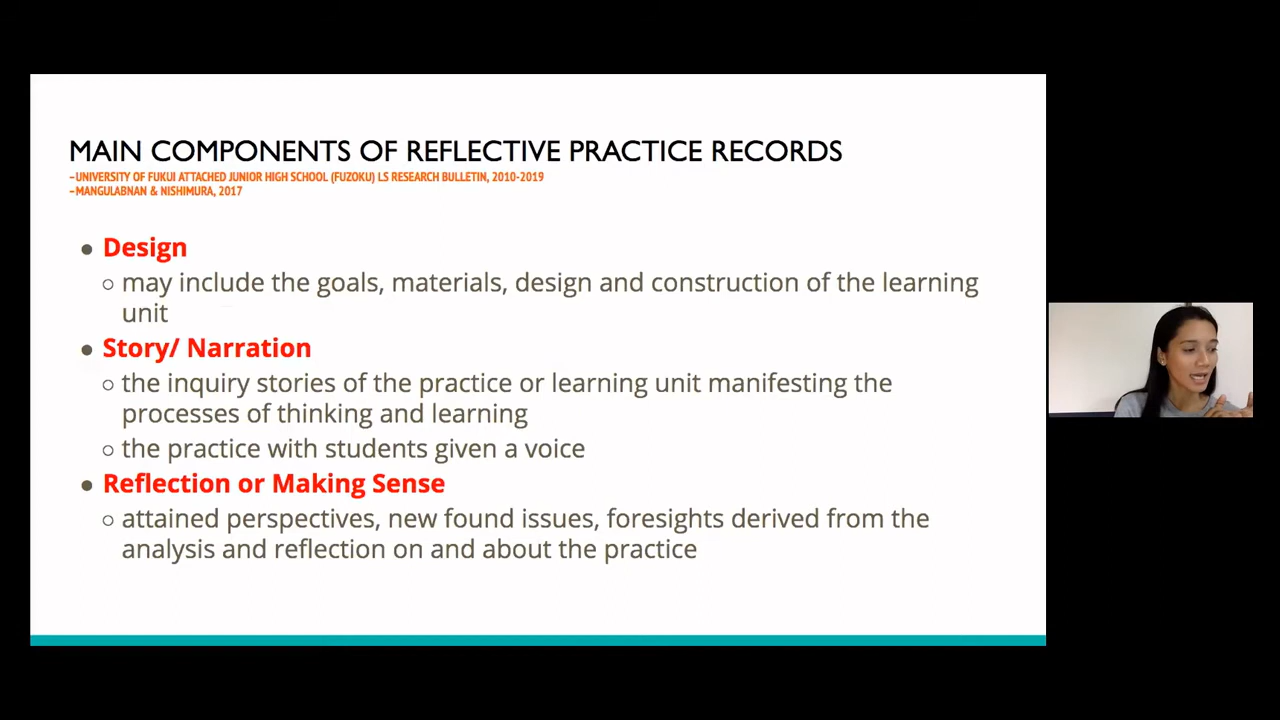 MAIN COMPONENTS OF REFLECTIVE PRACTICE RECORDS
–UNIVERSITY OF FUKUI ATTACHED JUNIOR HIGH SCHOOL (FUZOKU) LS RESEARCH BULLETIN, 2010-2019
–MANGULABNAN & NISHIMURA, 2017
● Design
○ may include the goals, materials, design and construction of the learning
unit
● Story/ Narration
○ the inquiry stories of the practice or learning unit manifesting the
processes of thinking and learning
○ the practice with students given a voice
● Reflection or Making Sense
○ attained perspectives, new found issues, foresights derived from the
analysis and reflection on and about the practice